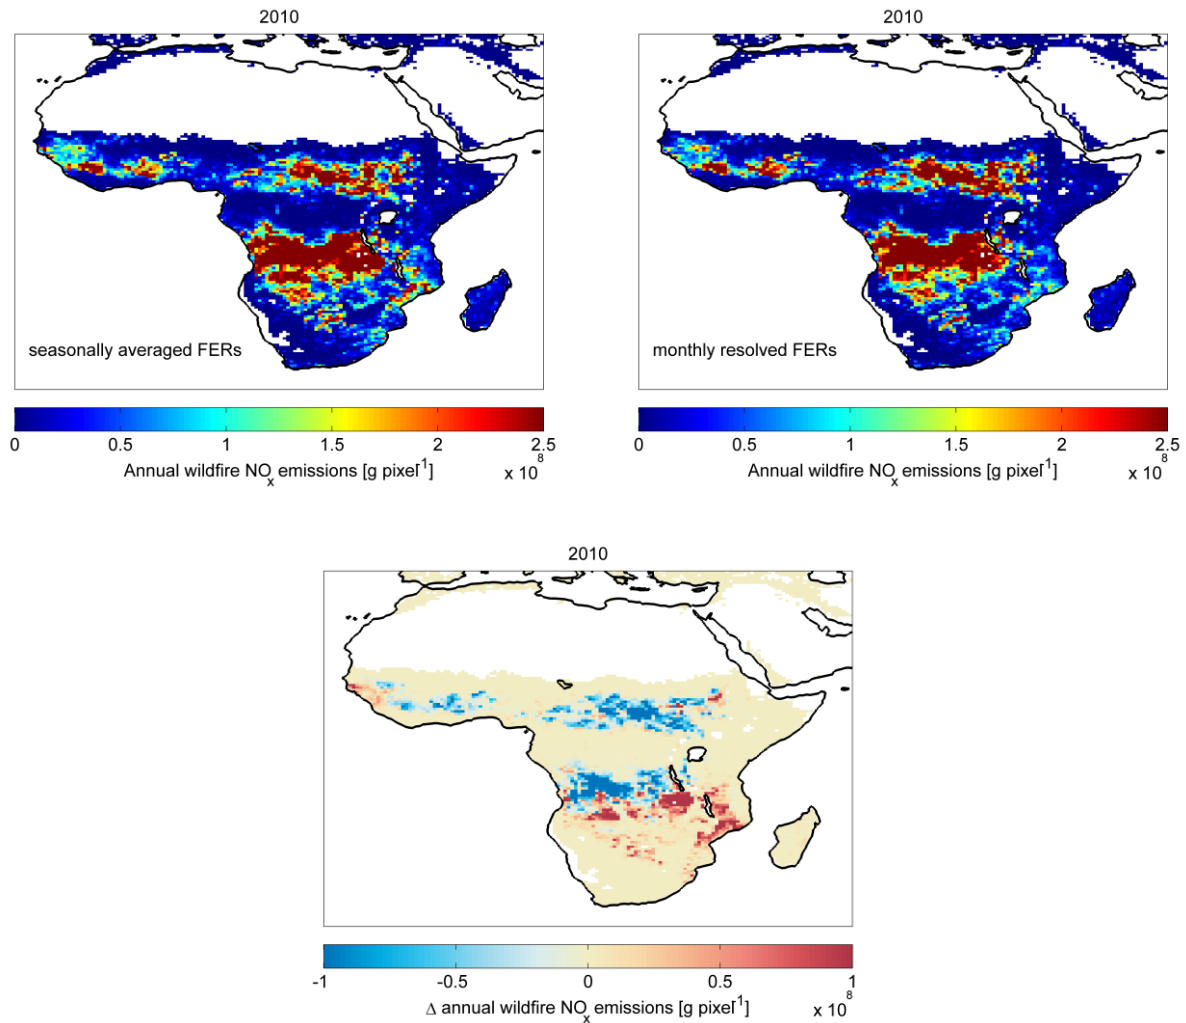 2010
2010
seasonally averaged FERs
monthly resolved FERs
0 0.5 1 1.5 2 2.5
0 0.5 1 1.5 2 2.5
Annual wildfire NOx emissions [g pixel-1]
x 10^8
Annual wildfire NOx emissions [g pixel-1]
x 10^8
2010
-1 -0.5 0 0.5 1
Δ annual wildfire NOx emissions [g pixel-1]
x 10^8